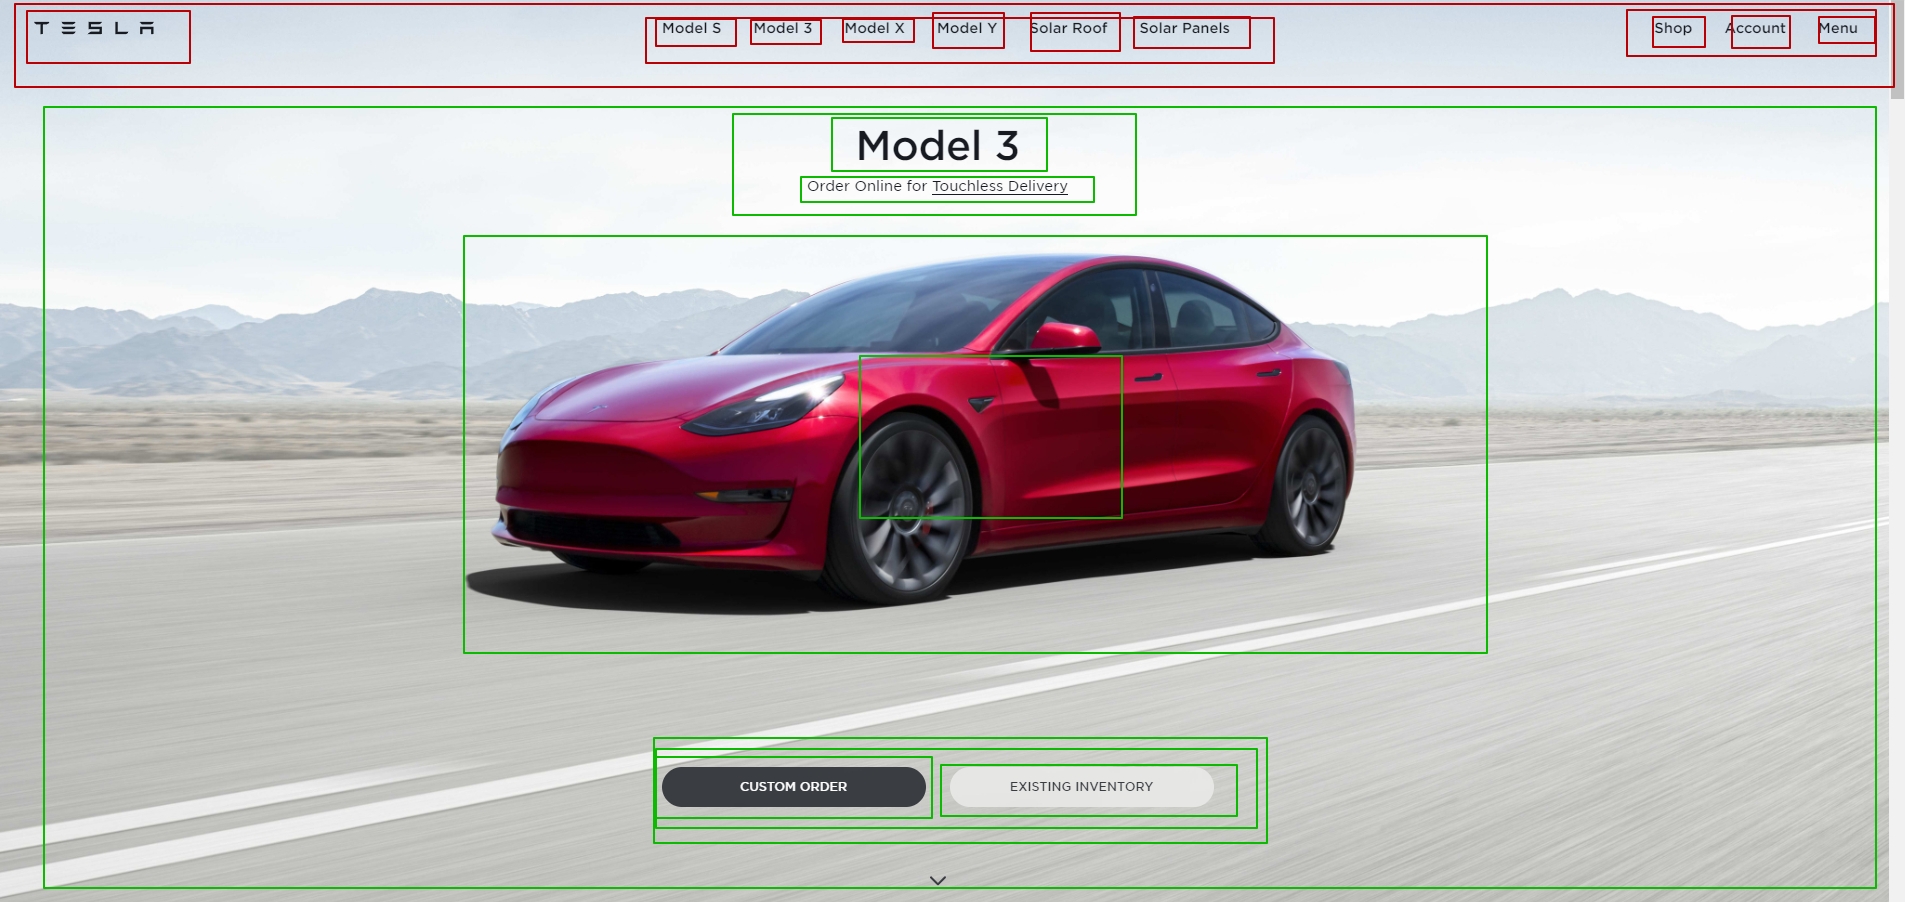 TESLA
Model S Model 3 Model X Model Y Solar Roof Solar Panels Shop Account Menu
Model 3
Order Online for Touchless Delivery
CUSTOM ORDER EXISTING INVENTORY